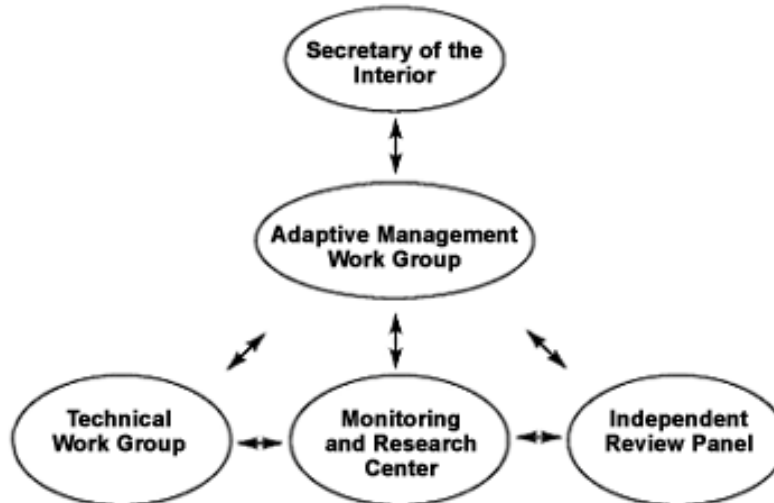 Secretary of the
Interior
Adaptive Management
Work Group
Technical
Work Group
Monitoring
and Research
Center
Independent
Review Panel